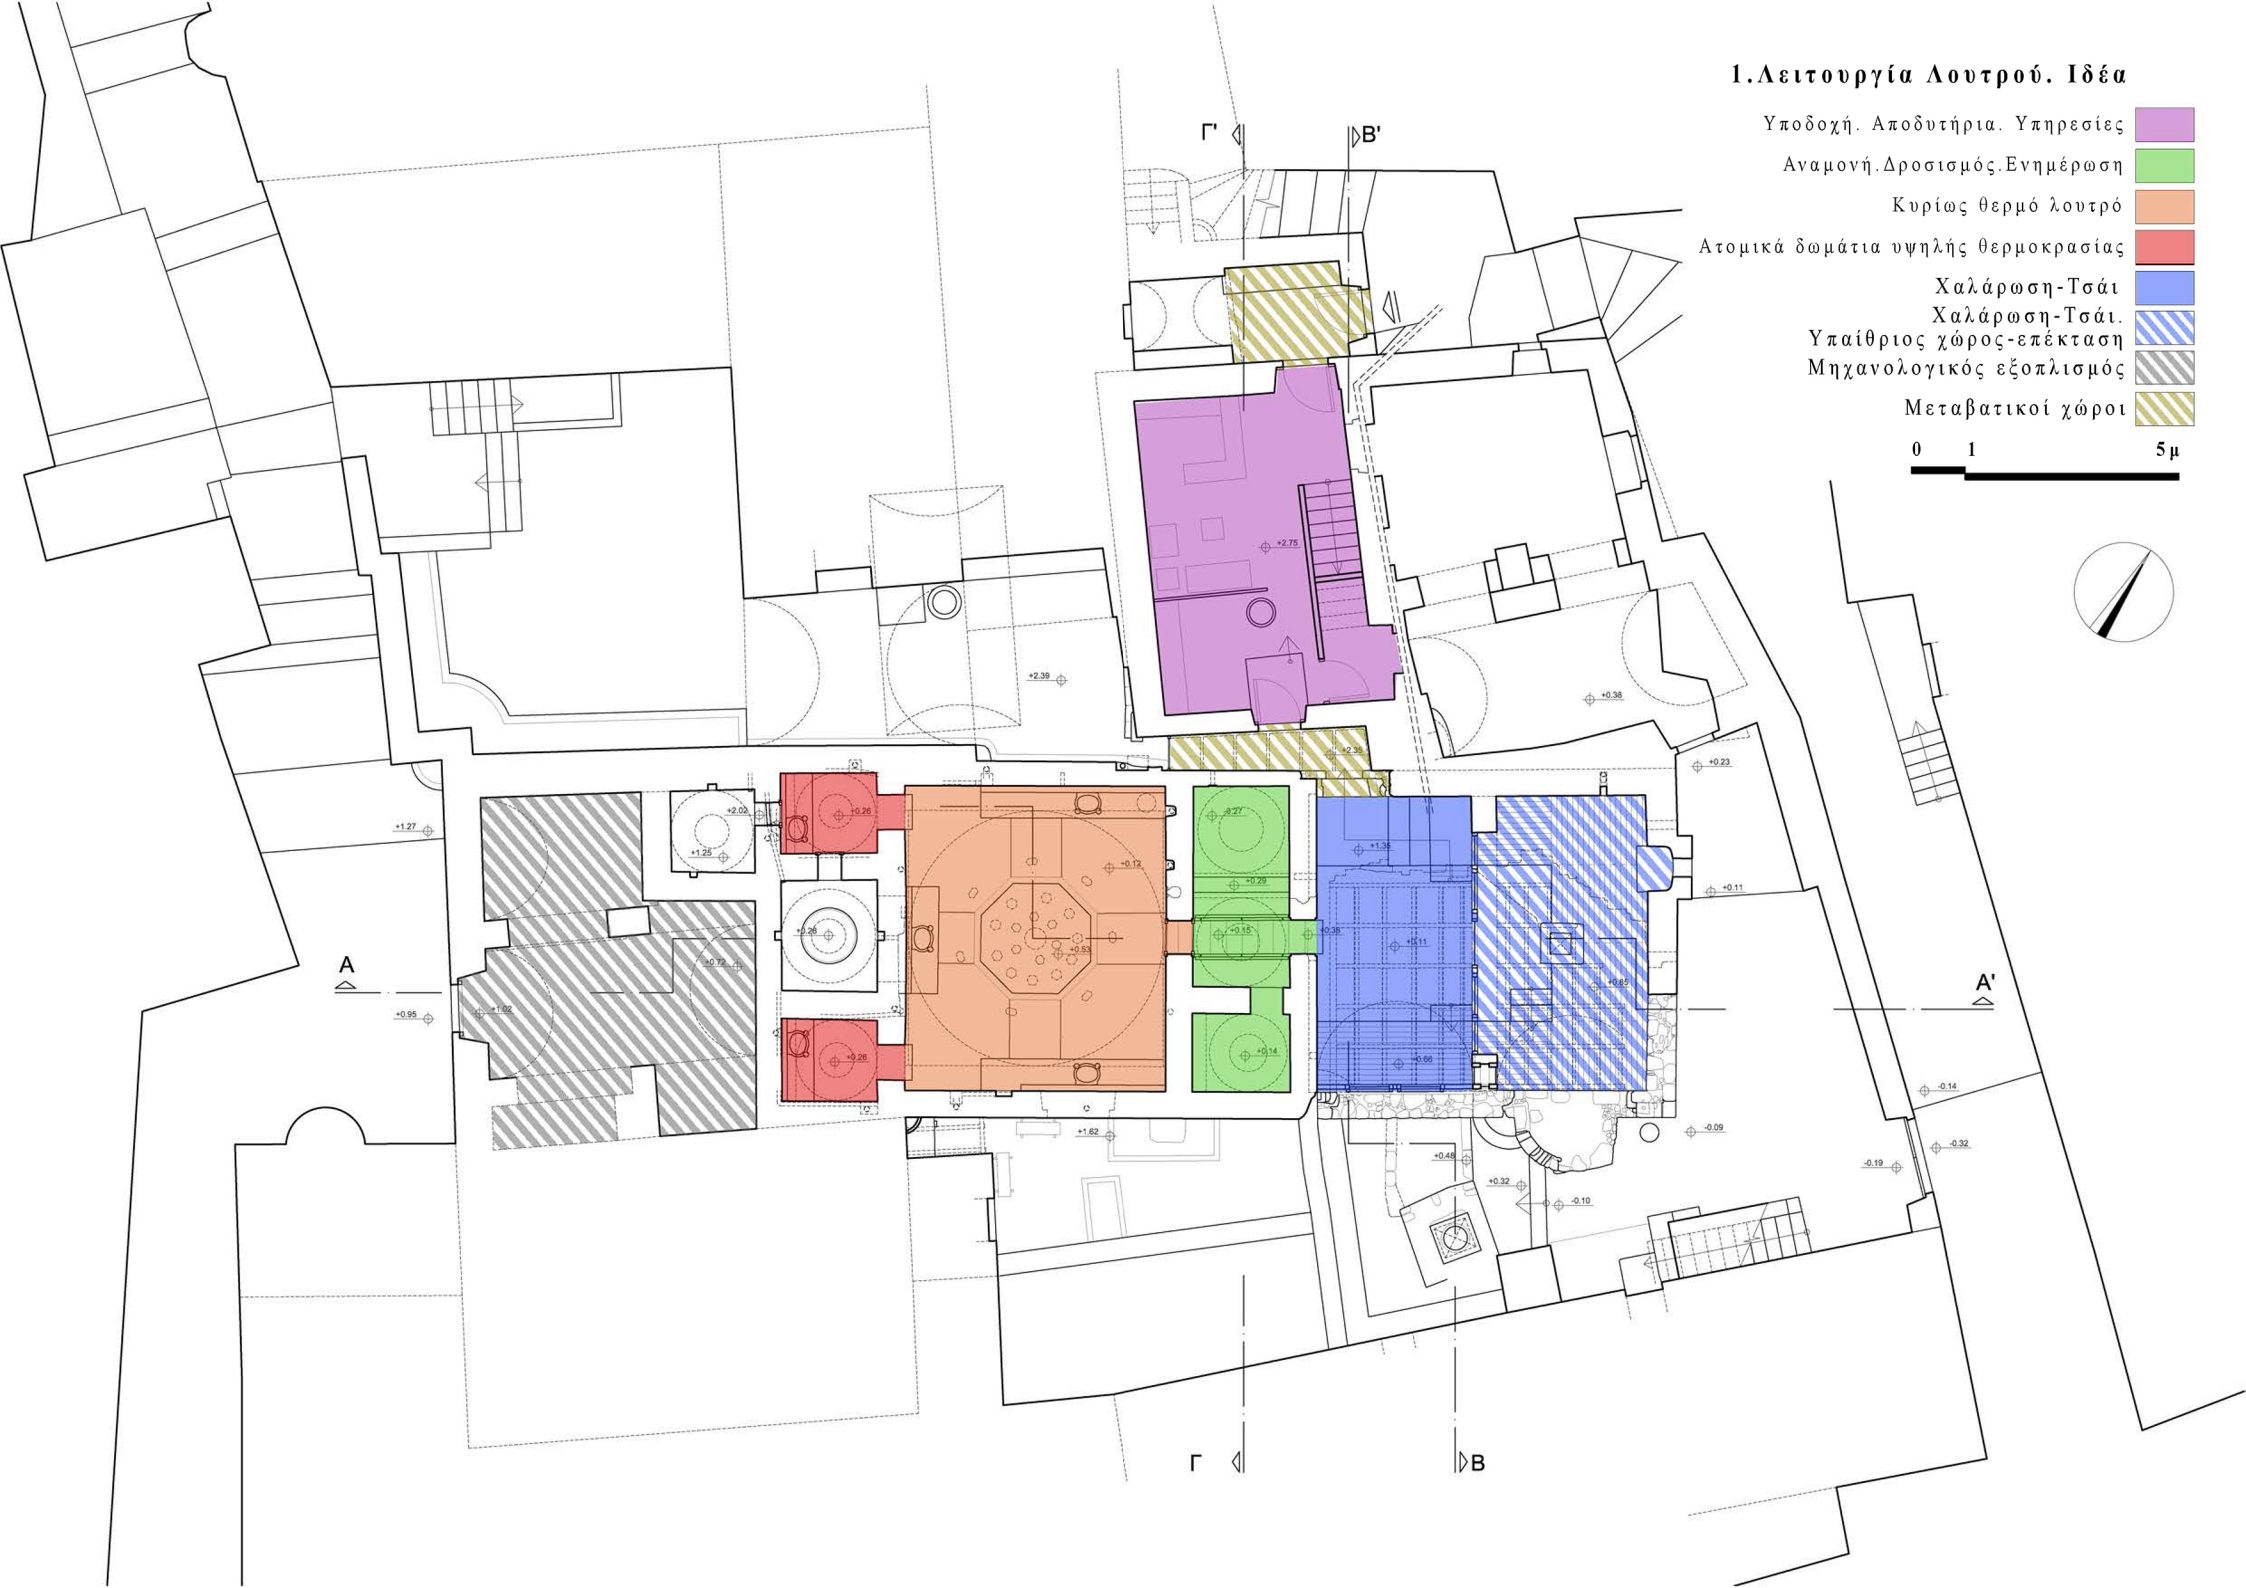 1.Λειτουργία Λουτρού. Ιδέα
Υποδοχή. Αποδυτήρια. Υπηρεσίες
Αναμονή.Δροσισμός.Ενημέρωση
Κυρίως θερμό λουτρό
Ατομικά δωμάτια υψηλής θερμοκρασίας
Χαλάρωση-Τσάι
Χαλάρωση-Τσάι.
Υπαίθριος χώρος-επέκταση
Μηχανολογικός εξοπλισμός
Μεταβατικοί χώροι
0 1 5 μ
Γ' Β'
+2.75
+2.39
+0.38
+2.35
+0.23
+1.27
+2.02
+0.26
+1.25
+0.12
+0.27
+0.29
+1.35
+0.11
+0.28
+0.53
+0.15
+0.38
+0.11
+0.72
+0.65
Α
Α'
+0.95
+1.02
+0.26
+0.14
+0.66
-0.14
+1.62
-0.09
-0.32
+0.48
-0.19
+0.32
-0.10
Γ Β